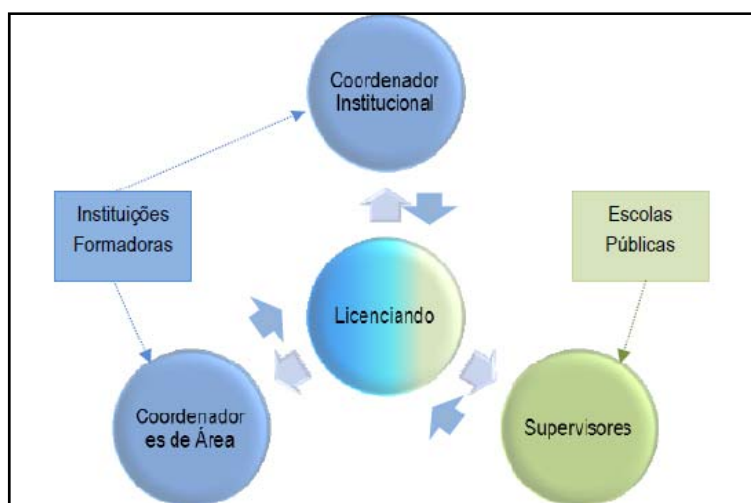 Coordenador
Institucional
Instituições
Formadoras
Escolas
Públicas
Licenciando
Coordenador
es de Área
Supervisores